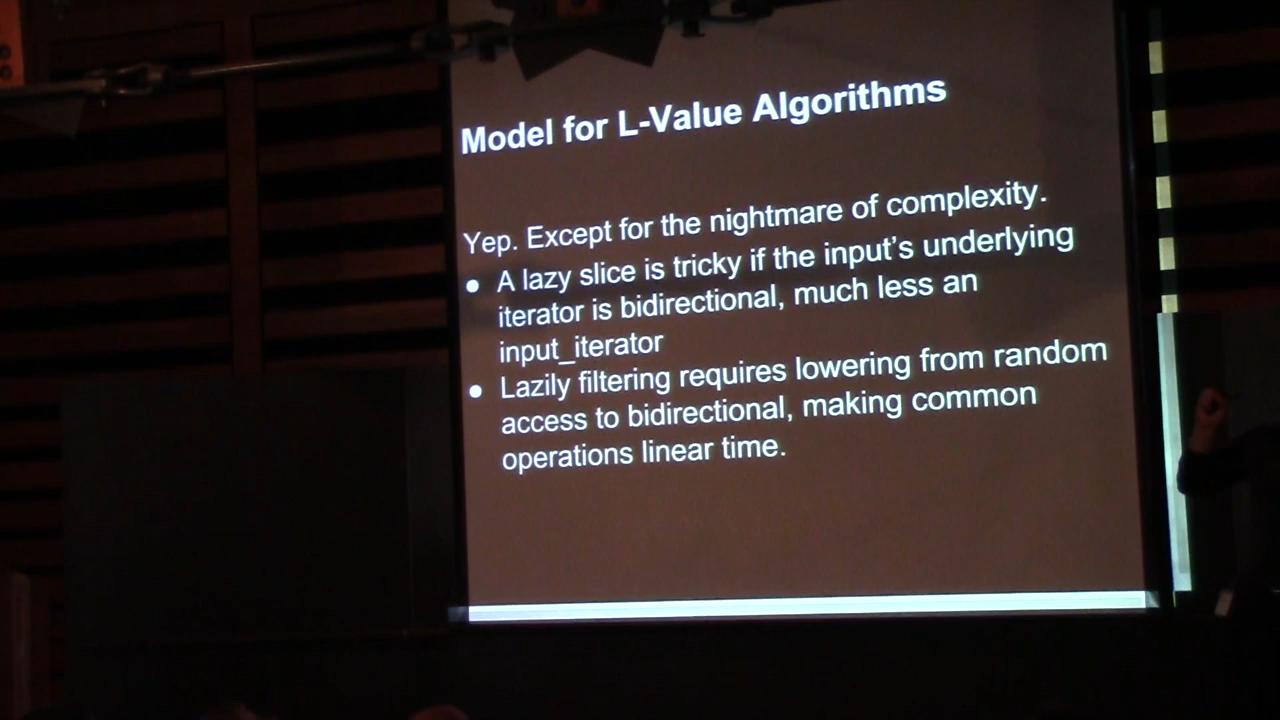 Model for L-Value Algorithms
Yep. Except for the nightmare of complexity.
● A lazy slice is tricky if the input's underlying
iterator is bidirectional, much less an
input_iterator
● Lazily filtering requires lowering from random
access to bidirectional, making common
operations linear time.